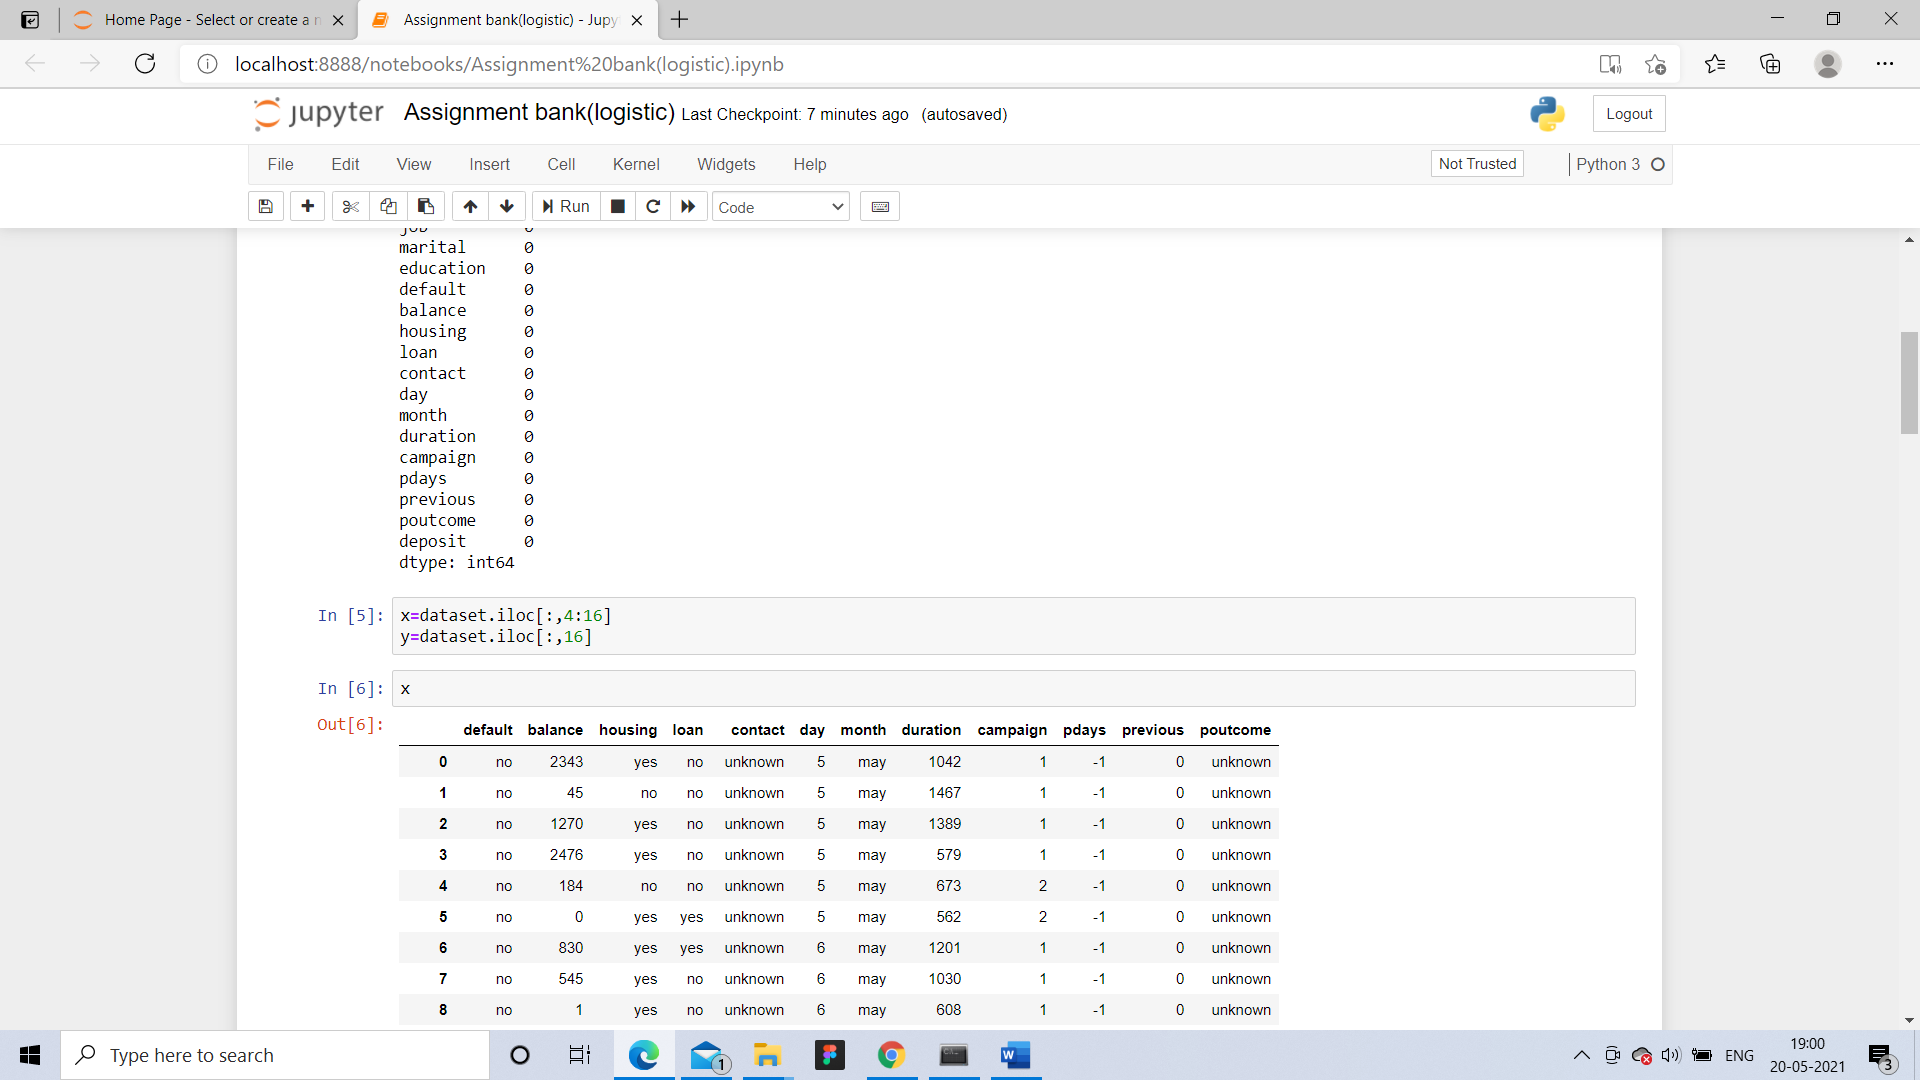 Home Page - Select or create a n
Assignment bank(logistic) - Jupy
localhost:8888/notebooks/Assignment%20bank(logistic).ipynb
jupyter Assignment bank(logistic) Last Checkpoint: 7 minutes ago (autosaved)
Logout
File Edit View Insert Cell Kernel Widgets Help
Not Trusted
Python 3
Run
Code
job 0
marital 0
education 0
default 0
balance 0
housing 0
loan 0
contact 0
day 0
month 0
duration 0
campaign 0
pdays 0
previous 0
poutcome 0
deposit 0
dtype: int64
In [5]: x=dataset.iloc[:,4:16]
y=dataset.iloc[:,16]
In [6]: x
Out[6]:
default balance housing loan contact day month duration campaign pdays previous poutcome
0 no 2343 yes no unknown 5 may 1042 1 -1 0 unknown
1 no 45 no no unknown 5 may 1467 1 -1 0 unknown
2 no 1270 yes no unknown 5 may 1389 1 -1 0 unknown
3 no 2476 yes no unknown 5 may 579 1 -1 0 unknown
4 no 184 no no unknown 5 may 673 2 -1 0 unknown
5 no 0 yes yes unknown 5 may 562 2 -1 0 unknown
6 no 830 yes yes unknown 6 may 1201 1 -1 0 unknown
7 no 545 yes no unknown 6 may 1030 1 -1 0 unknown
8 no 1 yes no unknown 6 may 608 1 -1 0 unknown
Type here to search
1
W
ENG
19:00
20-05-2021
3